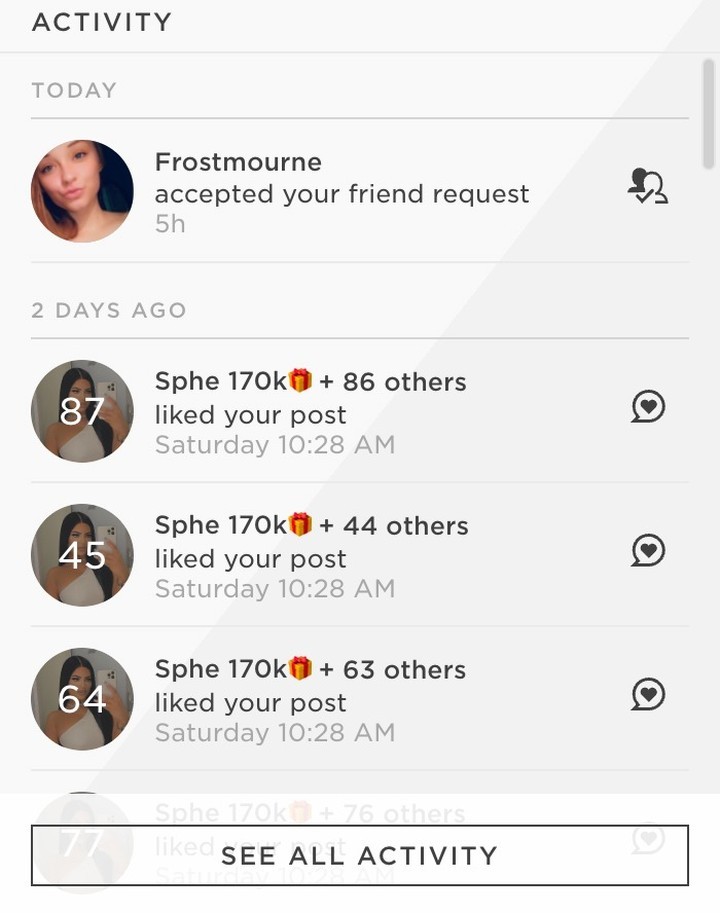 ACTIVITY
TODAY
Frostmourne
accepted your friend request
5h
2 DAYS AGO
Sphe 170k🎁 + 86 others
87
liked your post
Saturday 10:28 AM
Sphe 170k🎁 + 44 others
45
liked your post
Saturday 10:28 AM
Sphe 170k🎁 + 63 others
64
liked your post
Saturday 10:28 AM
Sphe 170k🎁 + 76 others
77
liked your post
SEE ALL ACTIVITY
Saturday 10:28 AM